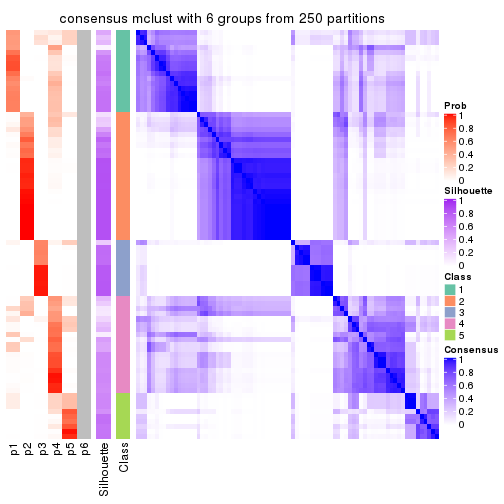 consensus mclust with 6 groups from 250 partitions
Prob
1
0.8
0.6
0.4
0.2
0
Silhouette
1
0.8
0.6
0.4
0.2
0
Class
1
2
3
4
5
Consensus
1
0.8
0.6
0.4
0.2
0
p1
p2
p3
p4
p5
p6
Silhouette
Class